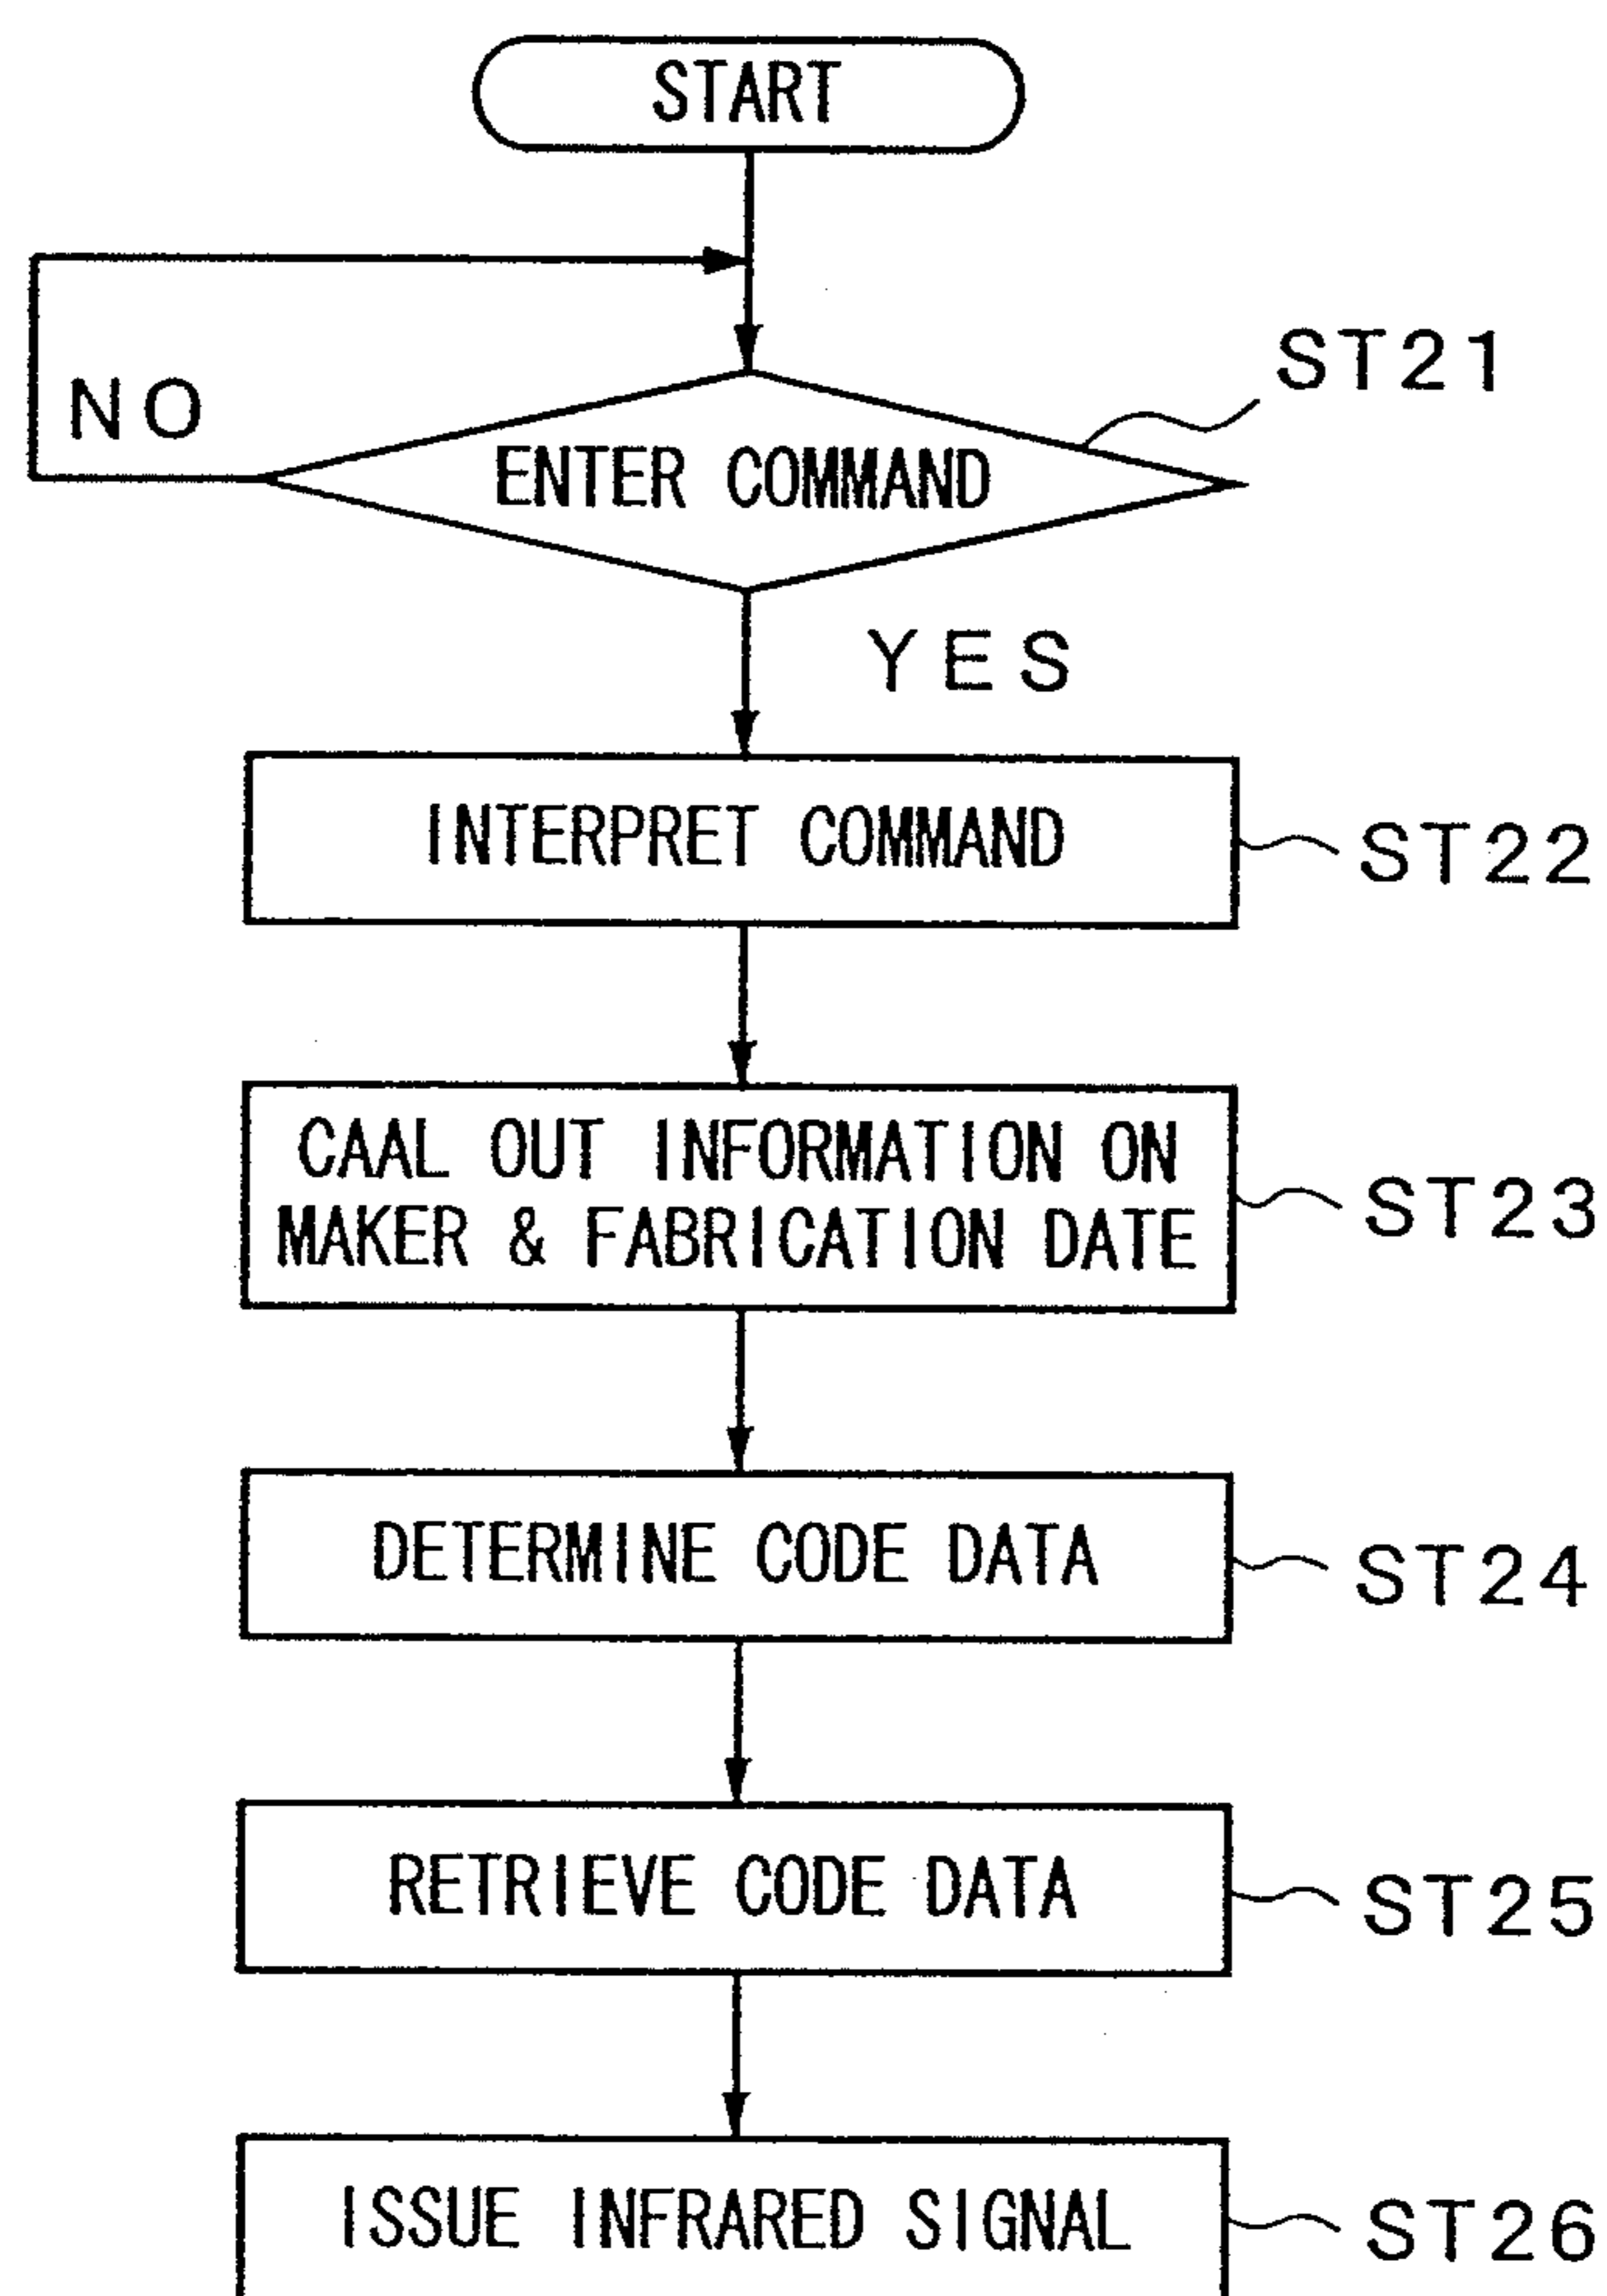 START
NO
ST21
ENTER COMMAND
YES
INTERPRET COMMAND
ST22
CAAL OUT INFORMATION ON
MAKER & FABRICATION DATE
ST23
DETERMINE CODE DATA
ST24
RETRIEVE CODE DATA
ST25
ISSUE INFRARED SIGNAL
ST26